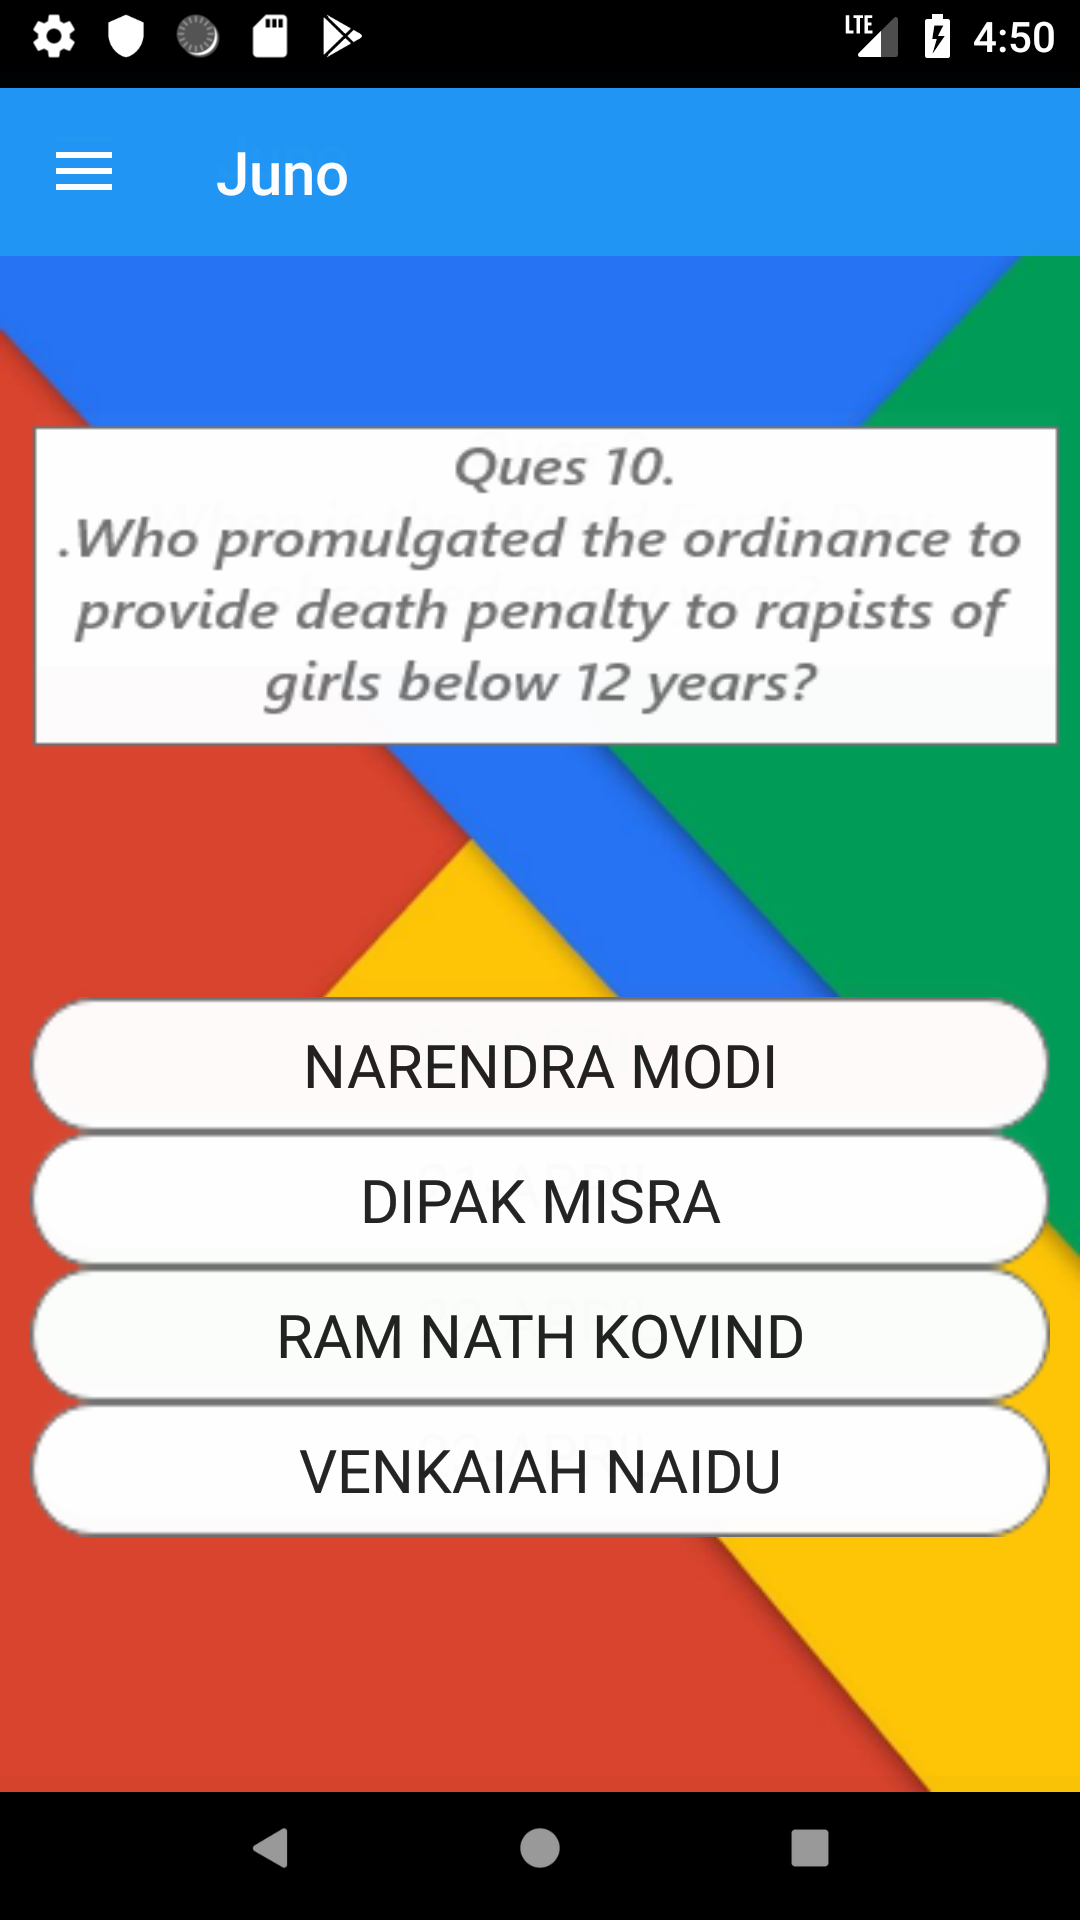 LTE 4:50
Juno
Ques 10.
.Who promulgated the ordinance to
provide death penalty to rapists of
girls below 12 years?
NARENDRA MODI
DIPAK MISRA
RAM NATH KOVIND
VENKAIAH NAIDU